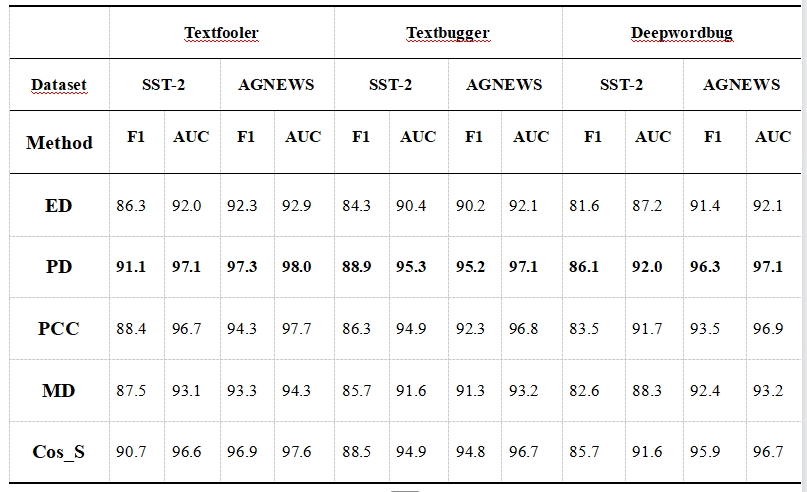 Textfooler Textbugger Deepwordbug
Dataset SST-2 AGNEWS SST-2 AGNEWS SST-2 AGNEWS
Method F1 AUC F1 AUC F1 AUC F1 AUC F1 AUC F1 AUC
ED 86.3 92.0 92.3 92.9 84.3 90.4 90.2 92.1 81.6 87.2 91.4 92.1
PD 91.1 97.1 97.3 98.0 88.9 95.3 95.2 97.1 86.1 92.0 96.3 97.1
PCC 88.4 96.7 94.3 97.7 86.3 94.9 92.3 96.8 83.5 91.7 93.5 96.9
MD 87.5 93.1 93.3 94.3 85.7 91.6 91.3 93.2 82.6 88.3 92.4 93.2
Cos_S 90.7 96.6 96.9 97.6 88.5 94.9 94.8 96.7 85.7 91.6 95.9 96.7